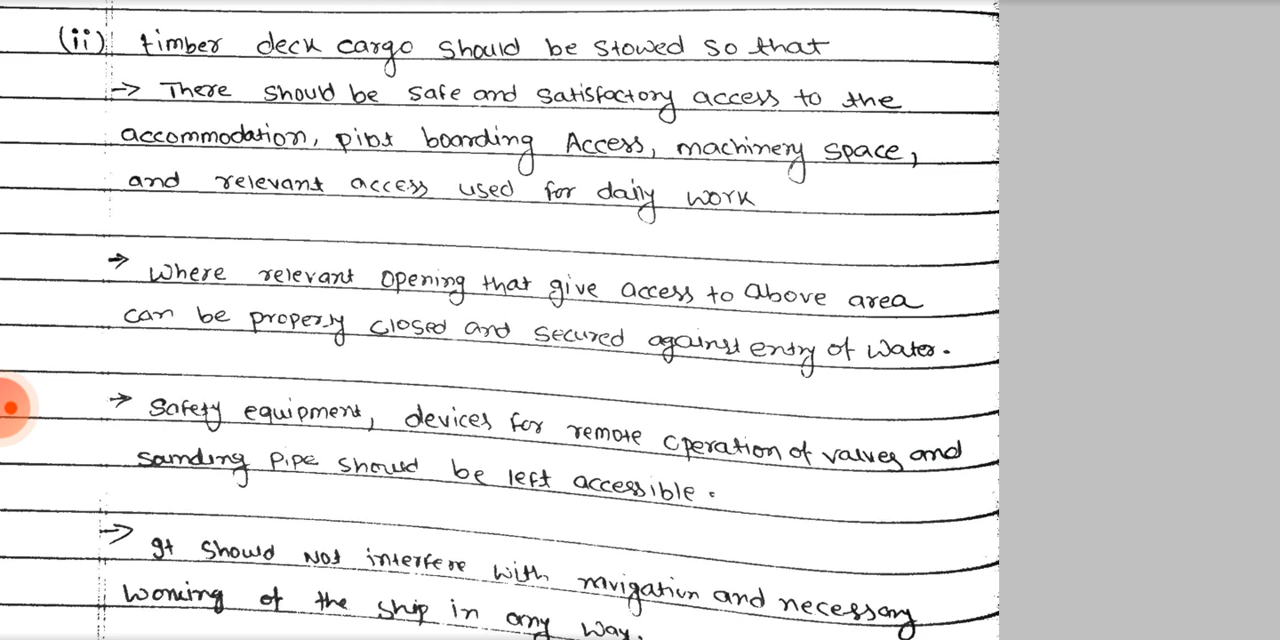 (ii) timber deck cargo should be stowed so that
→ There should be safe and satisfactory access to the
accommodation, pilot boarding Access, machinery space,
and relevant access used for daily work
→ Where relevant opening that give access to above area
can be properly closed and secured against entry of water.
→ Safety equipment, devices for remote operation of valves and
sounding pipe should be left accessible.
→ It should not interfere with navigation and necessary
working of the ship in any way.